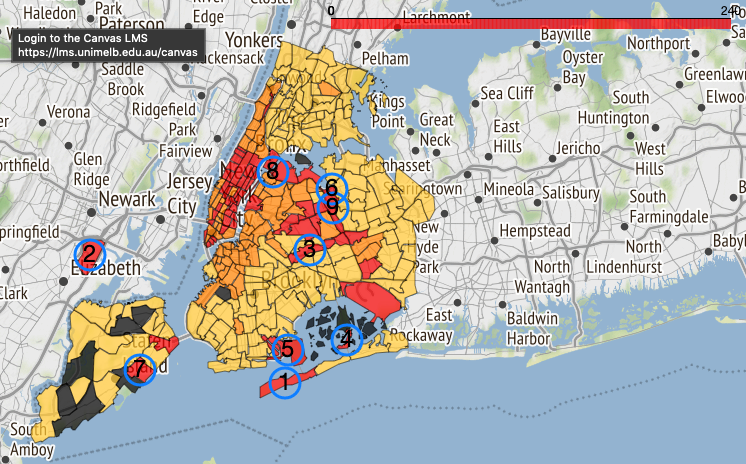 Haledon
Park
Edge
River
Closter
Paterson
0
240
Larchmont
Login to the Canvas LMS
https://lms.unimelb.edu.au/canvas
Yonkers
Hackensack
Pelham
Bayville
Northport
Saddle
Brook
Oyster
Bay
Greenlawn
Verona
Ridgefield
Park
Kings
Point
Sea Cliff
South
Huntington
Elwood
Fairview
Great
Neck
East
Hills
West
Hills
Northfield
Glen
Ridge
Manhasset
Jericho
8
Jersey
City
6
Mineola
Salisbury
Newark
9
South
Farmingdale
Springfield
New
Hyde
Park
Hempstead
North
Lindenhurst
2
3
Elizabeth
North
Wantagh
Clark
East
Rockaway
Baldwin
Harbor
5
4
7
1
South
Amboy